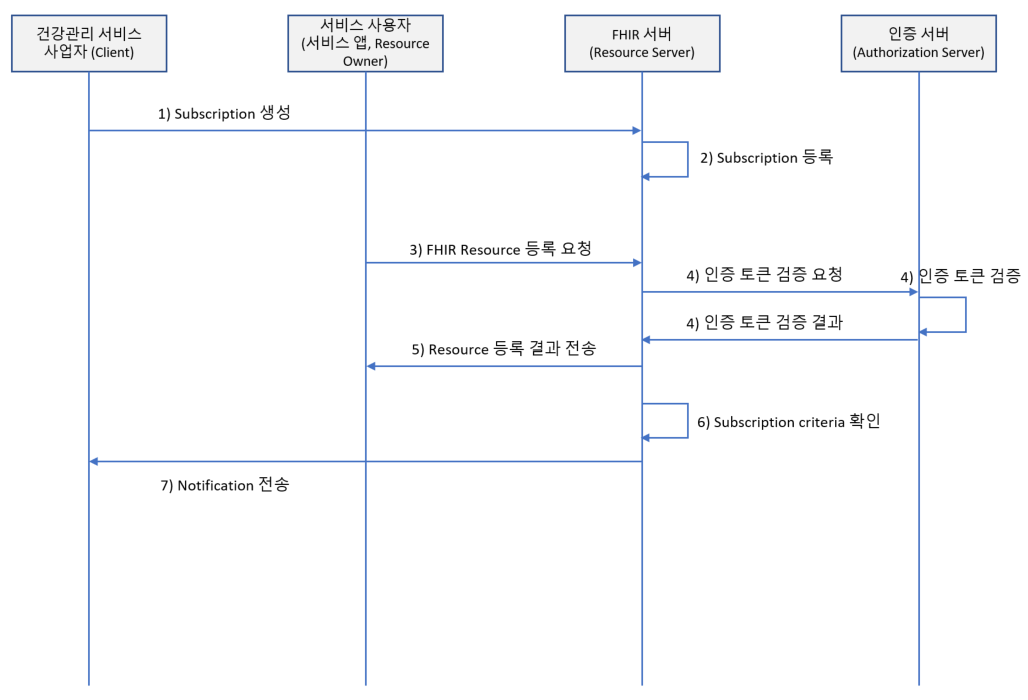 건강관리 서비스
사업자 (Client)
서비스 사용자
(서비스 앱, Resource
Owner)
FHIR 서버
(Resource Server)
인증 서버
(Authorization Server)
1) Subscription 생성
2) Subscription 등록
3) FHIR Resource 등록 요청
4) 인증 토큰 검증 요청
4) 인증 토큰 검증
4) 인증 토큰 검증 결과
5) Resource 등록 결과 전송
6) Subscription criteria 확인
7) Notification 전송